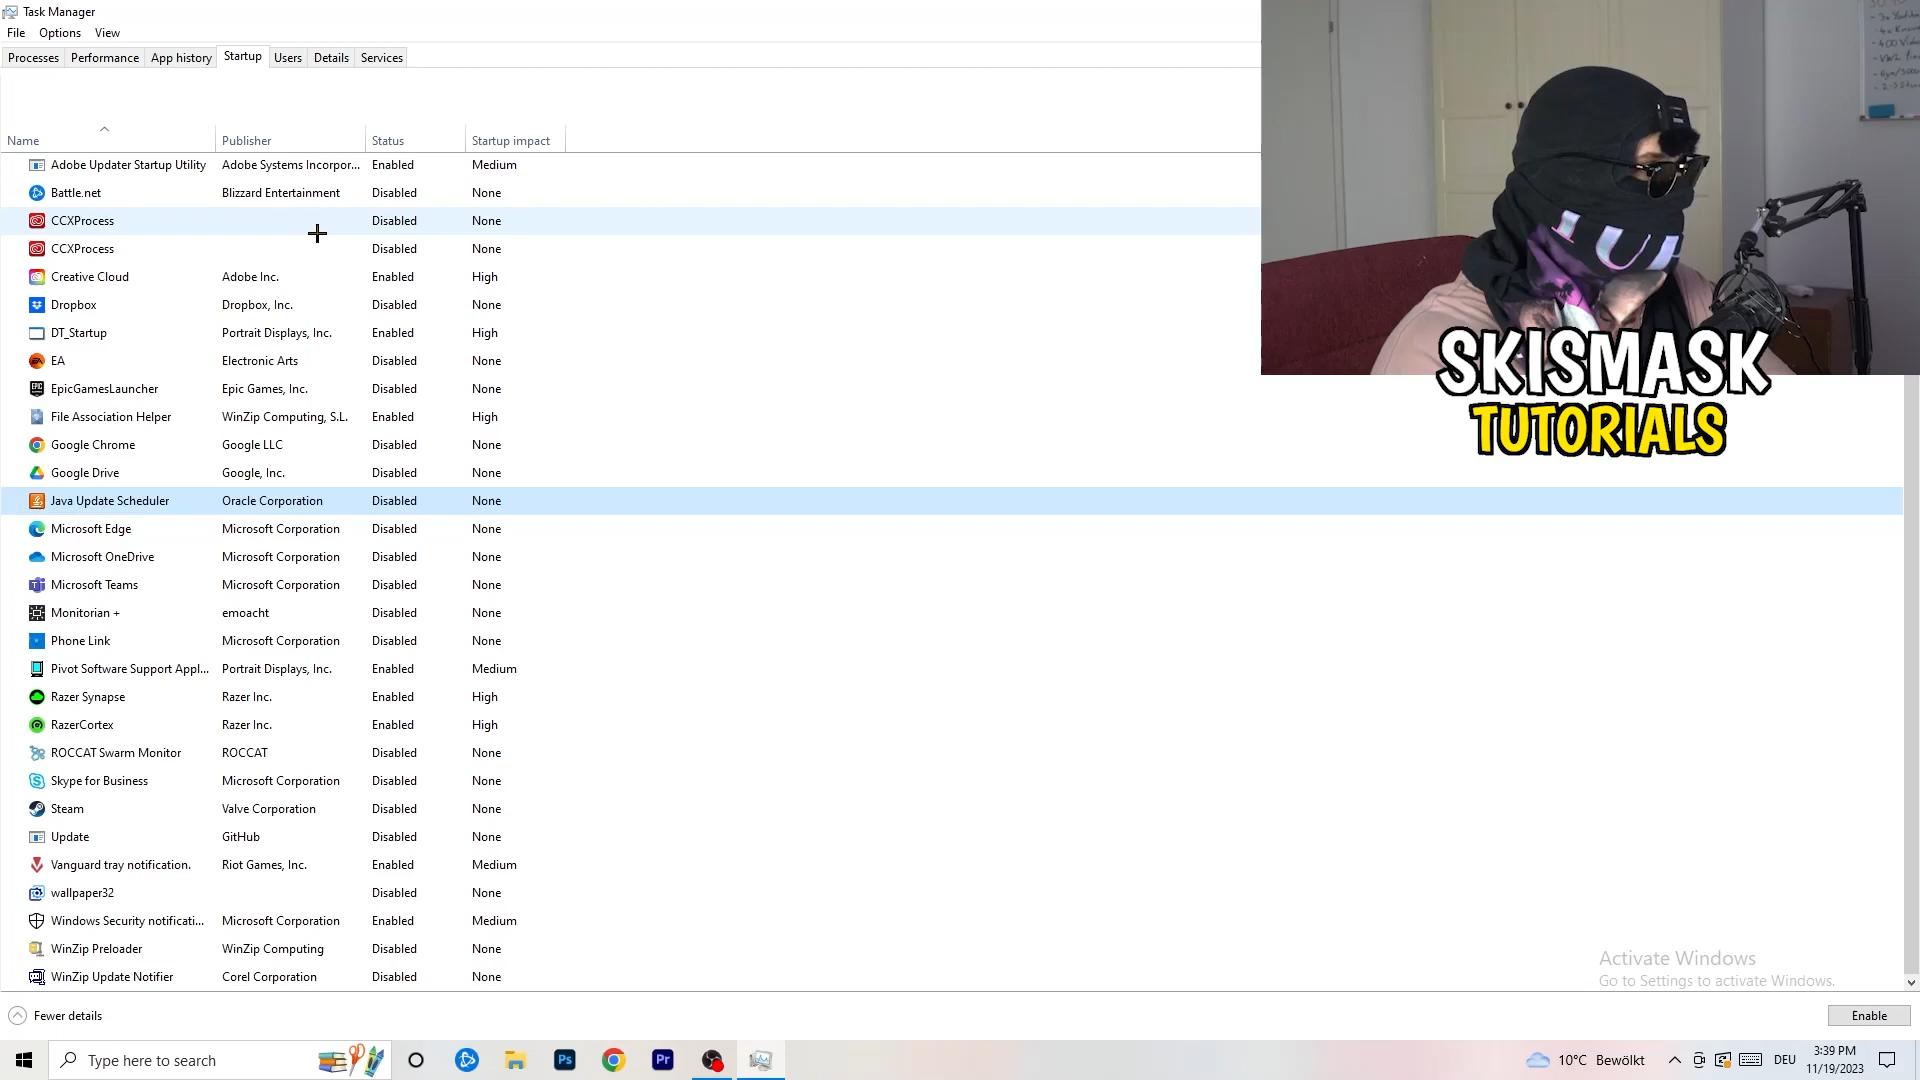 Task Manager
File Options View
Processes Performance App history Startup Users Details Services
Name Publisher Status Startup impact
Adobe Updater Startup Utility Adobe Systems Incorpor... Enabled Medium
Battle.net Blizzard Entertainment Disabled None
CCXProcess Disabled None
CCXProcess Disabled None
Creative Cloud Adobe Inc. Enabled High
Dropbox Dropbox, Inc. Disabled None
DT_Startup Portrait Displays, Inc. Enabled High
EA Electronic Arts Disabled None
EpicGamesLauncher Epic Games, Inc. Disabled None
File Association Helper WinZip Computing, S.L. Enabled High
Google Chrome Google LLC Disabled None
Google Drive Google, Inc. Disabled None
Java Update Scheduler Oracle Corporation Disabled None
Microsoft Edge Microsoft Corporation Disabled None
Microsoft OneDrive Microsoft Corporation Disabled None
Microsoft Teams Microsoft Corporation Disabled None
Monitorian + emoacht Disabled None
Phone Link Microsoft Corporation Disabled None
Pivot Software Support Appl... Portrait Displays, Inc. Enabled Medium
Razer Synapse Razer Inc. Enabled High
RazerCortex Razer Inc. Enabled High
ROCCAT Swarm Monitor ROCCAT Disabled None
Skype for Business Microsoft Corporation Disabled None
Steam Valve Corporation Disabled None
Update GitHub Disabled None
Vanguard tray notification. Riot Games, Inc. Enabled Medium
wallpaper32 Disabled None
Windows Security notificati... Microsoft Corporation Enabled Medium
WinZip Preloader WinZip Computing Disabled None
WinZip Update Notifier Corel Corporation Disabled None
SKISMASK
TUTORIALS
Activate Windows
Go to Settings to activate Windows.
Fewer details
Enable
Type here to search
Ps
Pr
10°C Bewölkt
DEU
3:39 PM
11/19/2023